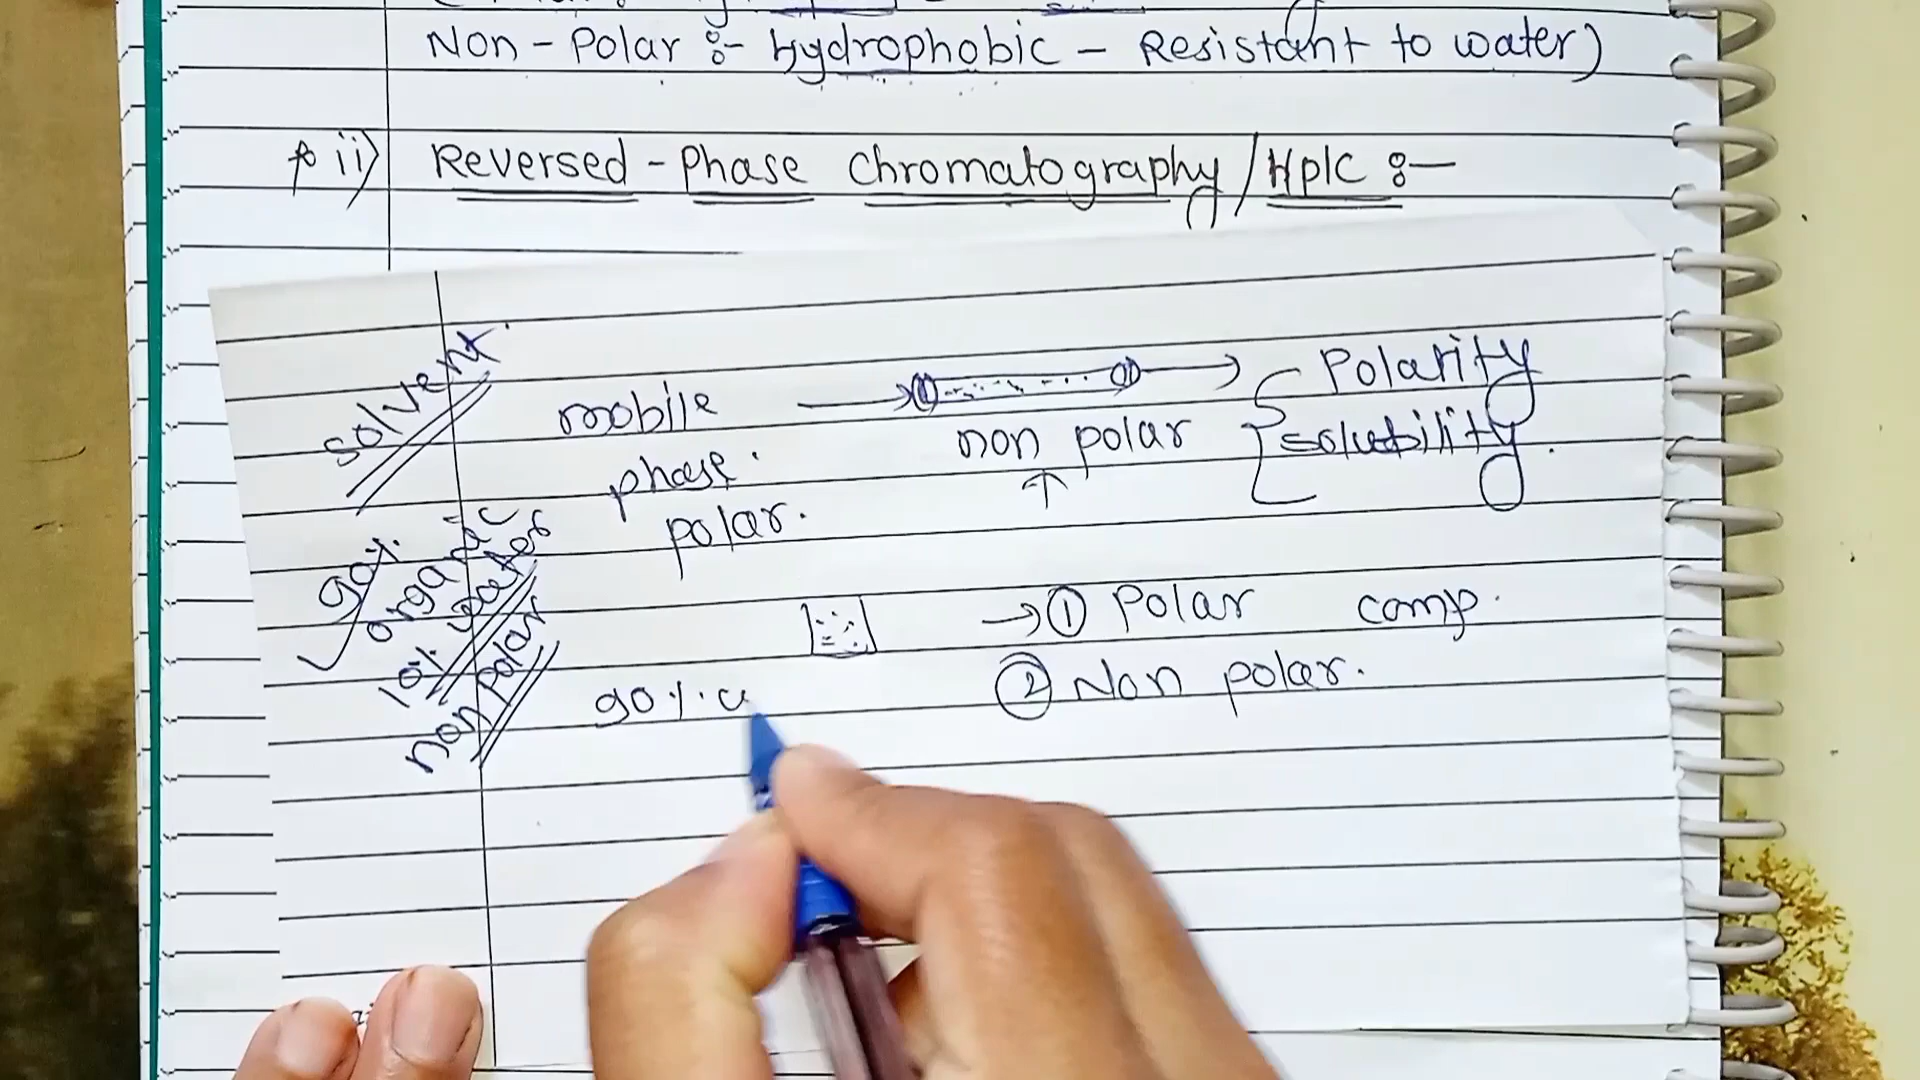 Non-Polar :- Hydrophobic - Resistant to water)
ii) Reversed-Phase Chromatography/Hplc :-
solvent.
mobile
phase.
polar.
non polar
Polarity
solubility.
90%.
organic
10% water
non polar
→ ① Polar comp.
② Non polar.
90%.